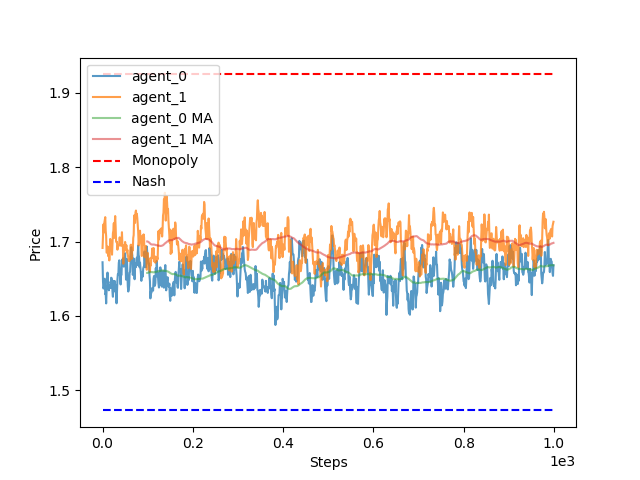 agent_0
agent_1
agent_0 MA
agent_1 MA
Monopoly
Nash
Price
1.9
1.8
1.7
1.6
1.5
0.0 0.2 0.4 0.6 0.8 1.0
Steps
1e3